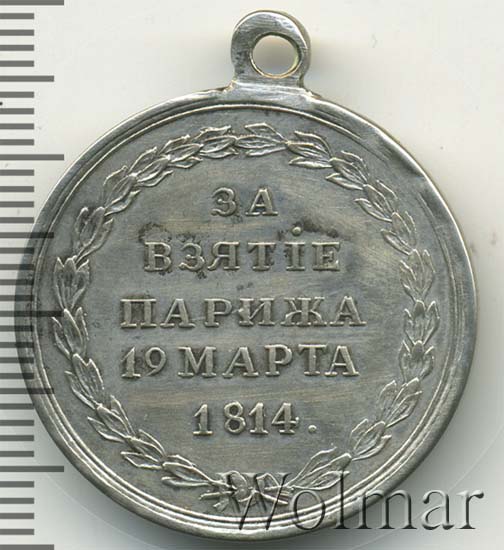 ЗА
ВЗЯТІЕ
ПАРИЖА
19 МАРТА
1814.
Wolmar